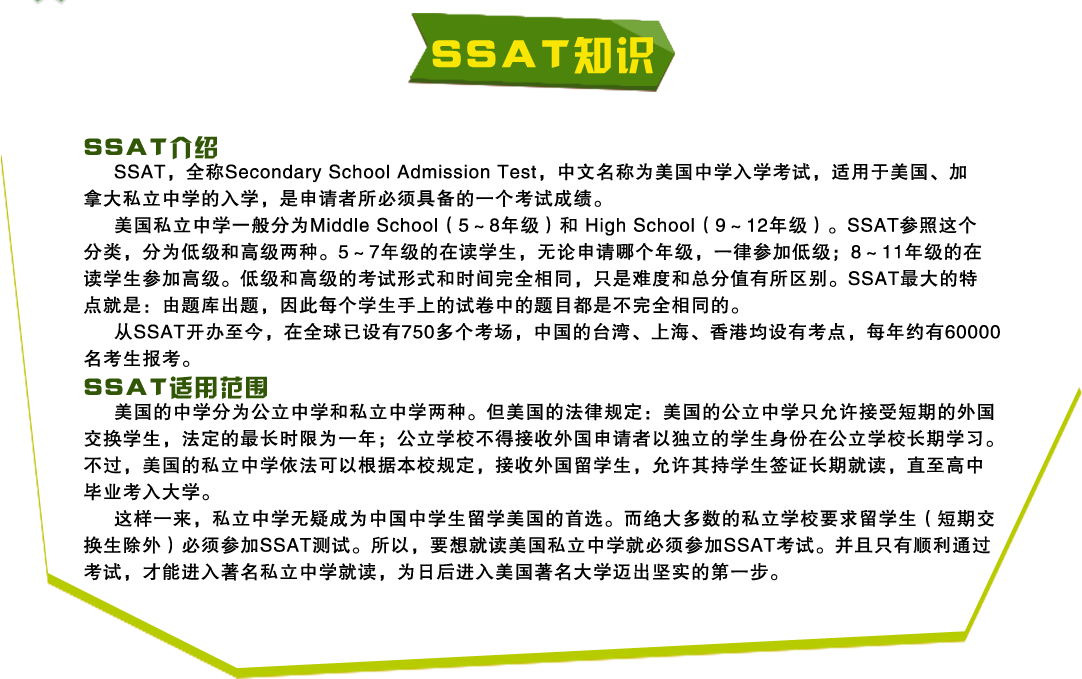 SSAT知识
SSAT介绍
SSAT，全称Secondary School Admission Test，中文名称为美国中学入学考试，适用于美国、加
拿大私立中学的入学，是申请者所必须具备的一个考试成绩。
美国私立中学一般分为Middle School（5～8年级）和 High School（9～12年级）。SSAT参照这个
分类，分为低级和高级两种。5～7年级的在读学生，无论申请哪个年级，一律参加低级；8～11年级的在
读学生参加高级。低级和高级的考试形式和时间完全相同，只是难度和总分值有所区别。SSAT最大的特
点就是：由题库出题，因此每个学生手上的试卷中的题目都是不完全相同的。
从SSAT开办至今，在全球已设有750多个考场，中国的台湾、上海、香港均设有考点，每年约有60000
名考生报考。
SSAT适用范围
美国的中学分为公立中学和私立中学两种。但美国的法律规定：美国的公立中学只允许接受短期的外国
交换学生，法定的最长时限为一年；公立学校不得接收外国申请者以独立的学生身份在公立学校长期学习。
不过，美国的私立中学依法可以根据本校规定，接收外国留学生，允许其持学生签证长期就读，直至高中
毕业考入大学。
这样一来，私立中学无疑成为中国中学生留学美国的首选。而绝大多数的私立学校要求留学生（短期交
换生除外）必须参加SSAT测试。所以，要想就读美国私立中学就必须参加SSAT考试。并且只有顺利通过
考试，才能进入著名私立中学就读，为日后进入美国著名大学迈出坚实的第一步。